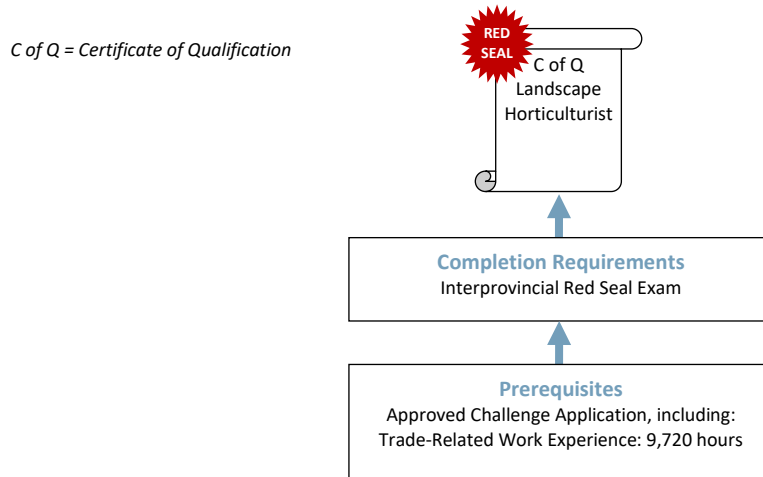 C of Q = Certificate of Qualification
RED
SEAL
C of Q
Landscape
Horticulturist
Completion Requirements
Interprovincial Red Seal Exam
Prerequisites
Approved Challenge Application, including:
Trade-Related Work Experience: 9,720 hours